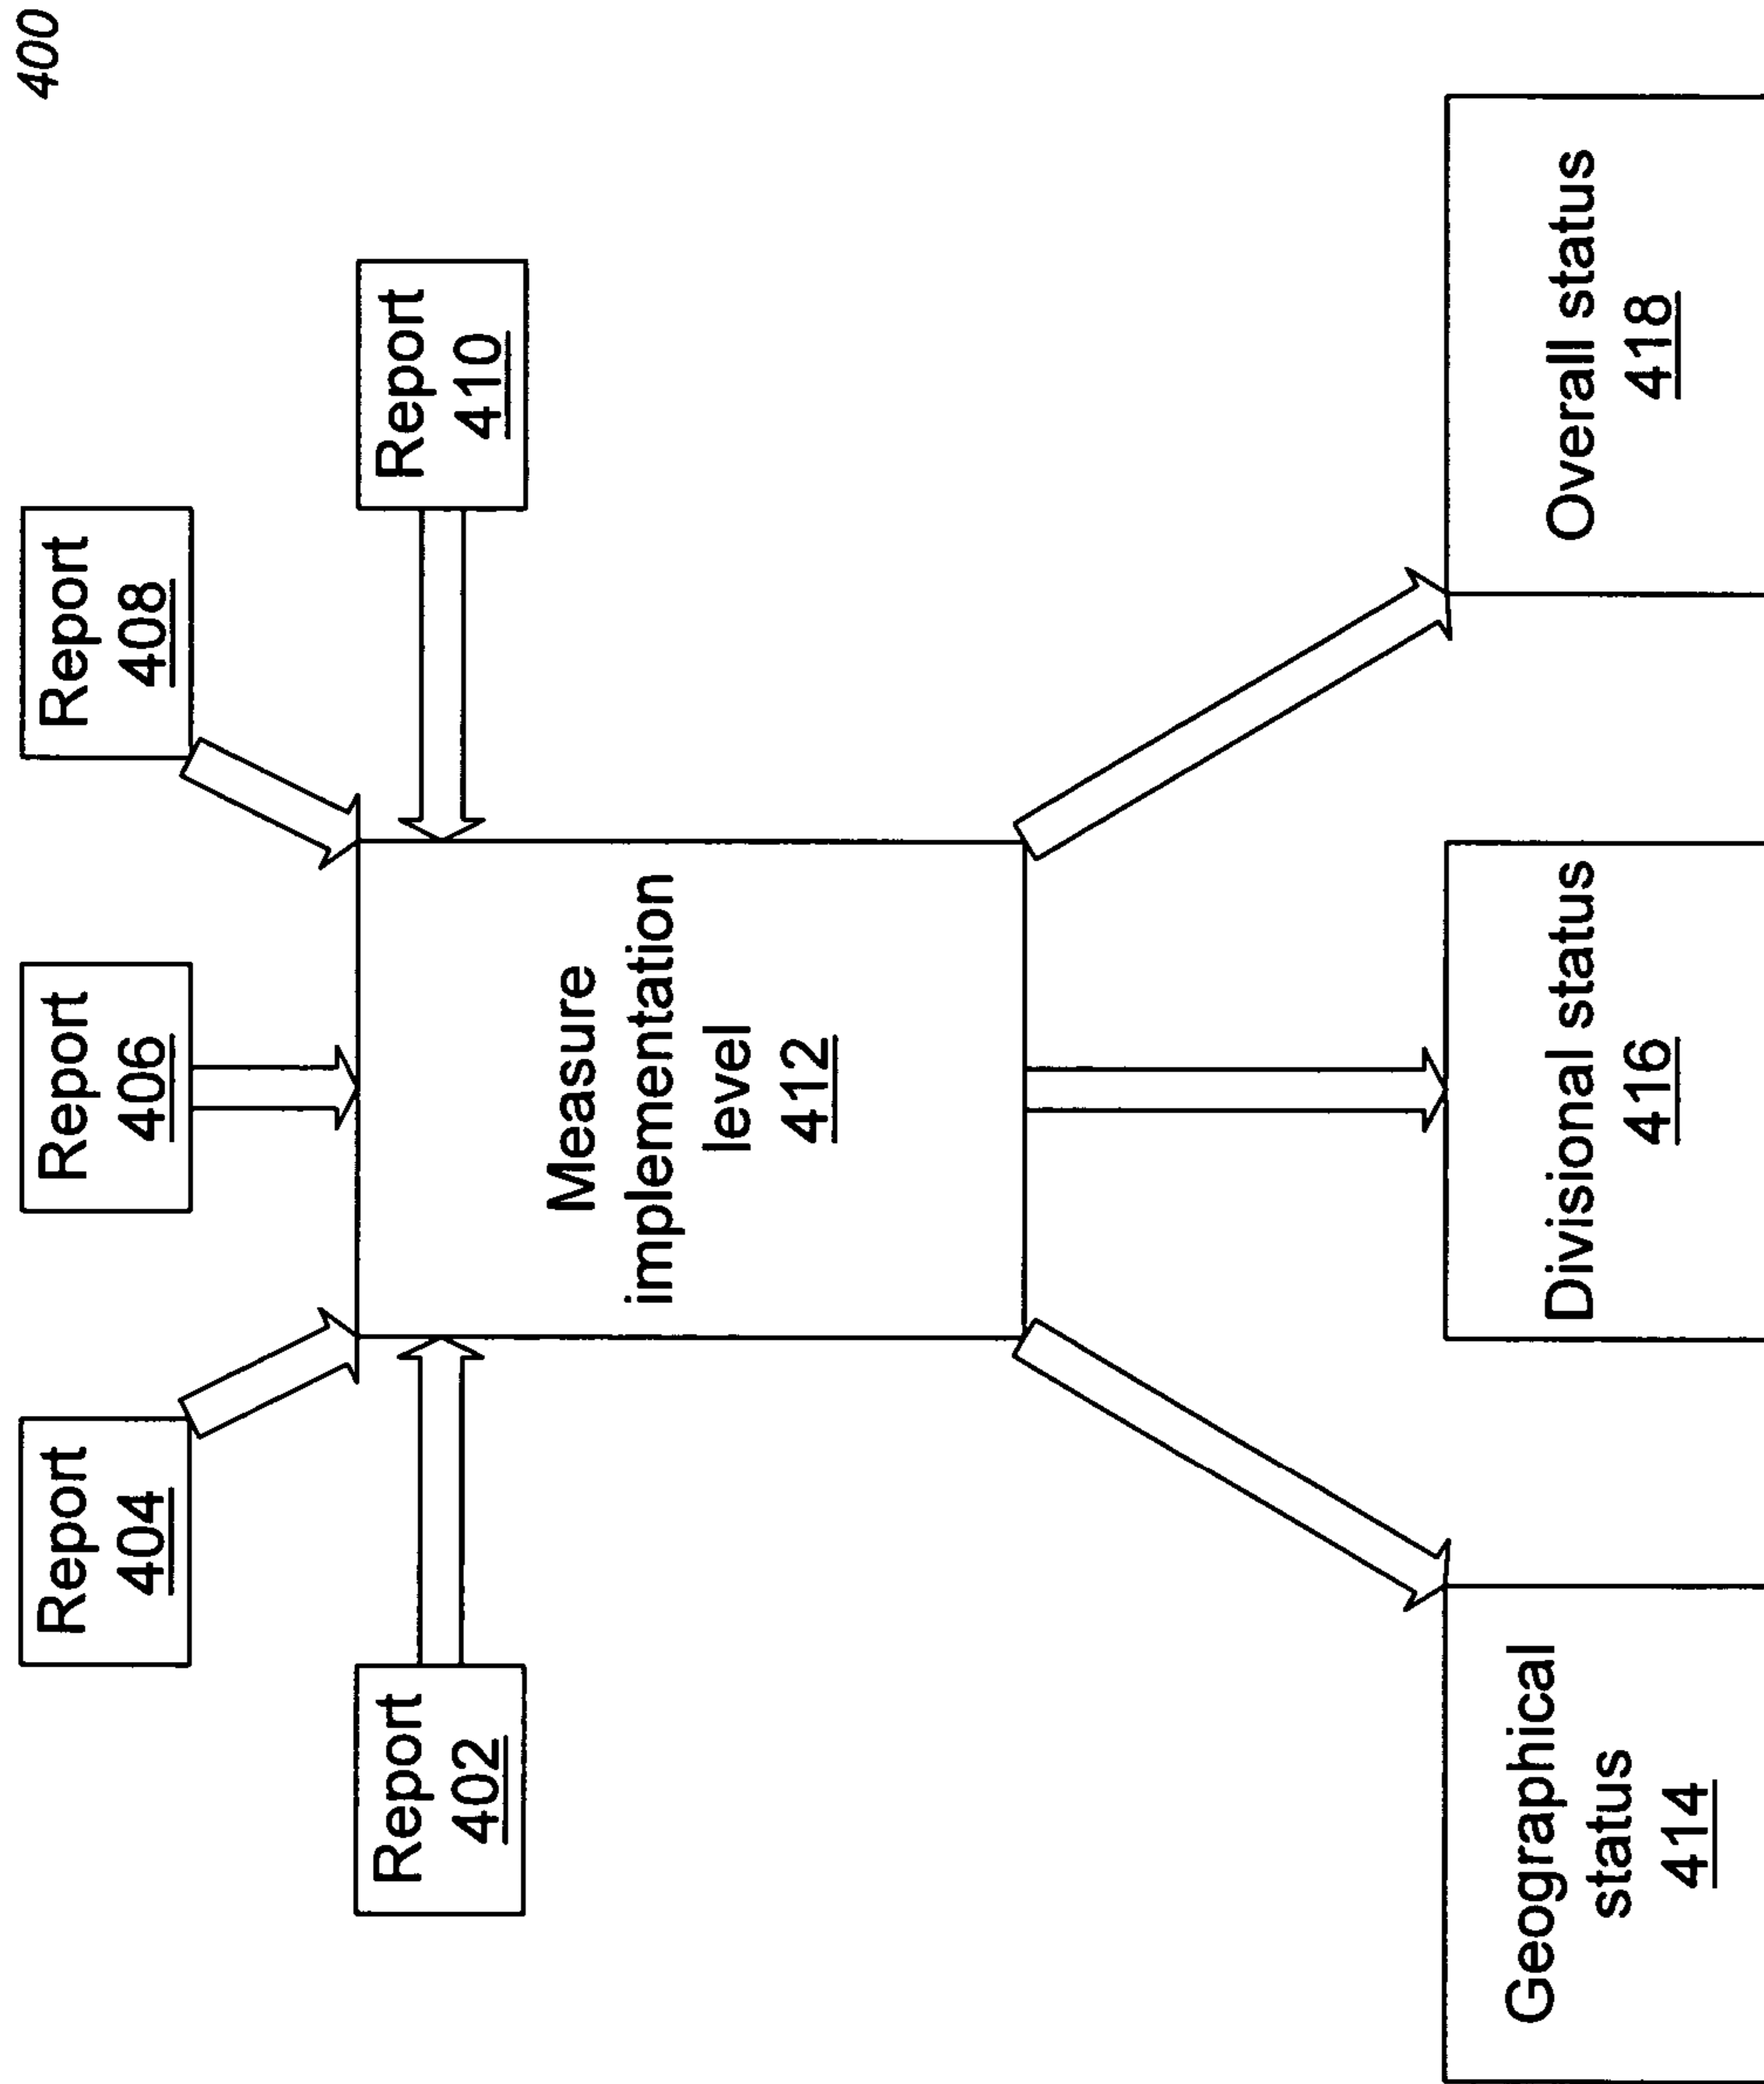 400
Report
404
Report
406
Report
408
Report
402
Report
410
Measure
implementation
level
412
Geographical
status
414
Divisional status
416
Overall status
418